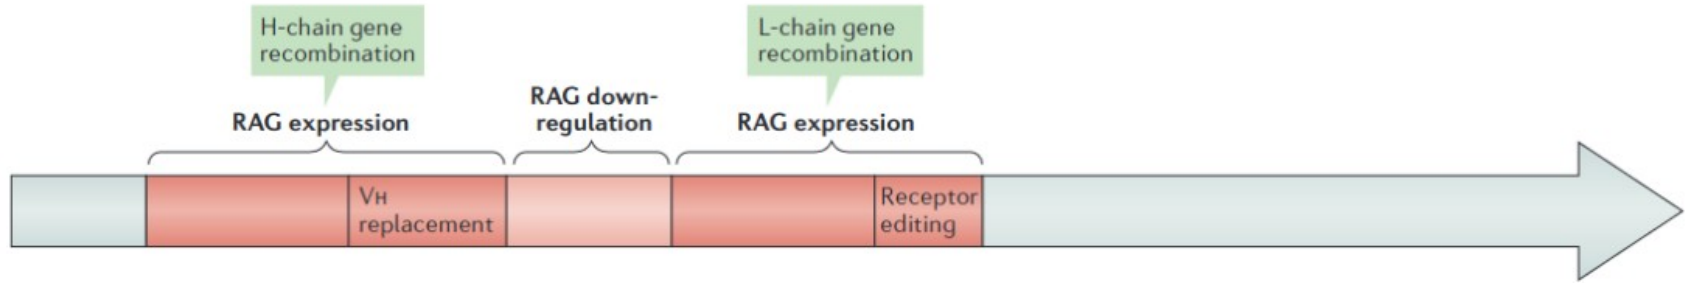 H-chain gene
recombination
L-chain gene
recombination
RAG expression
RAG down-
regulation
RAG expression
VH
replacement
Receptor
editing